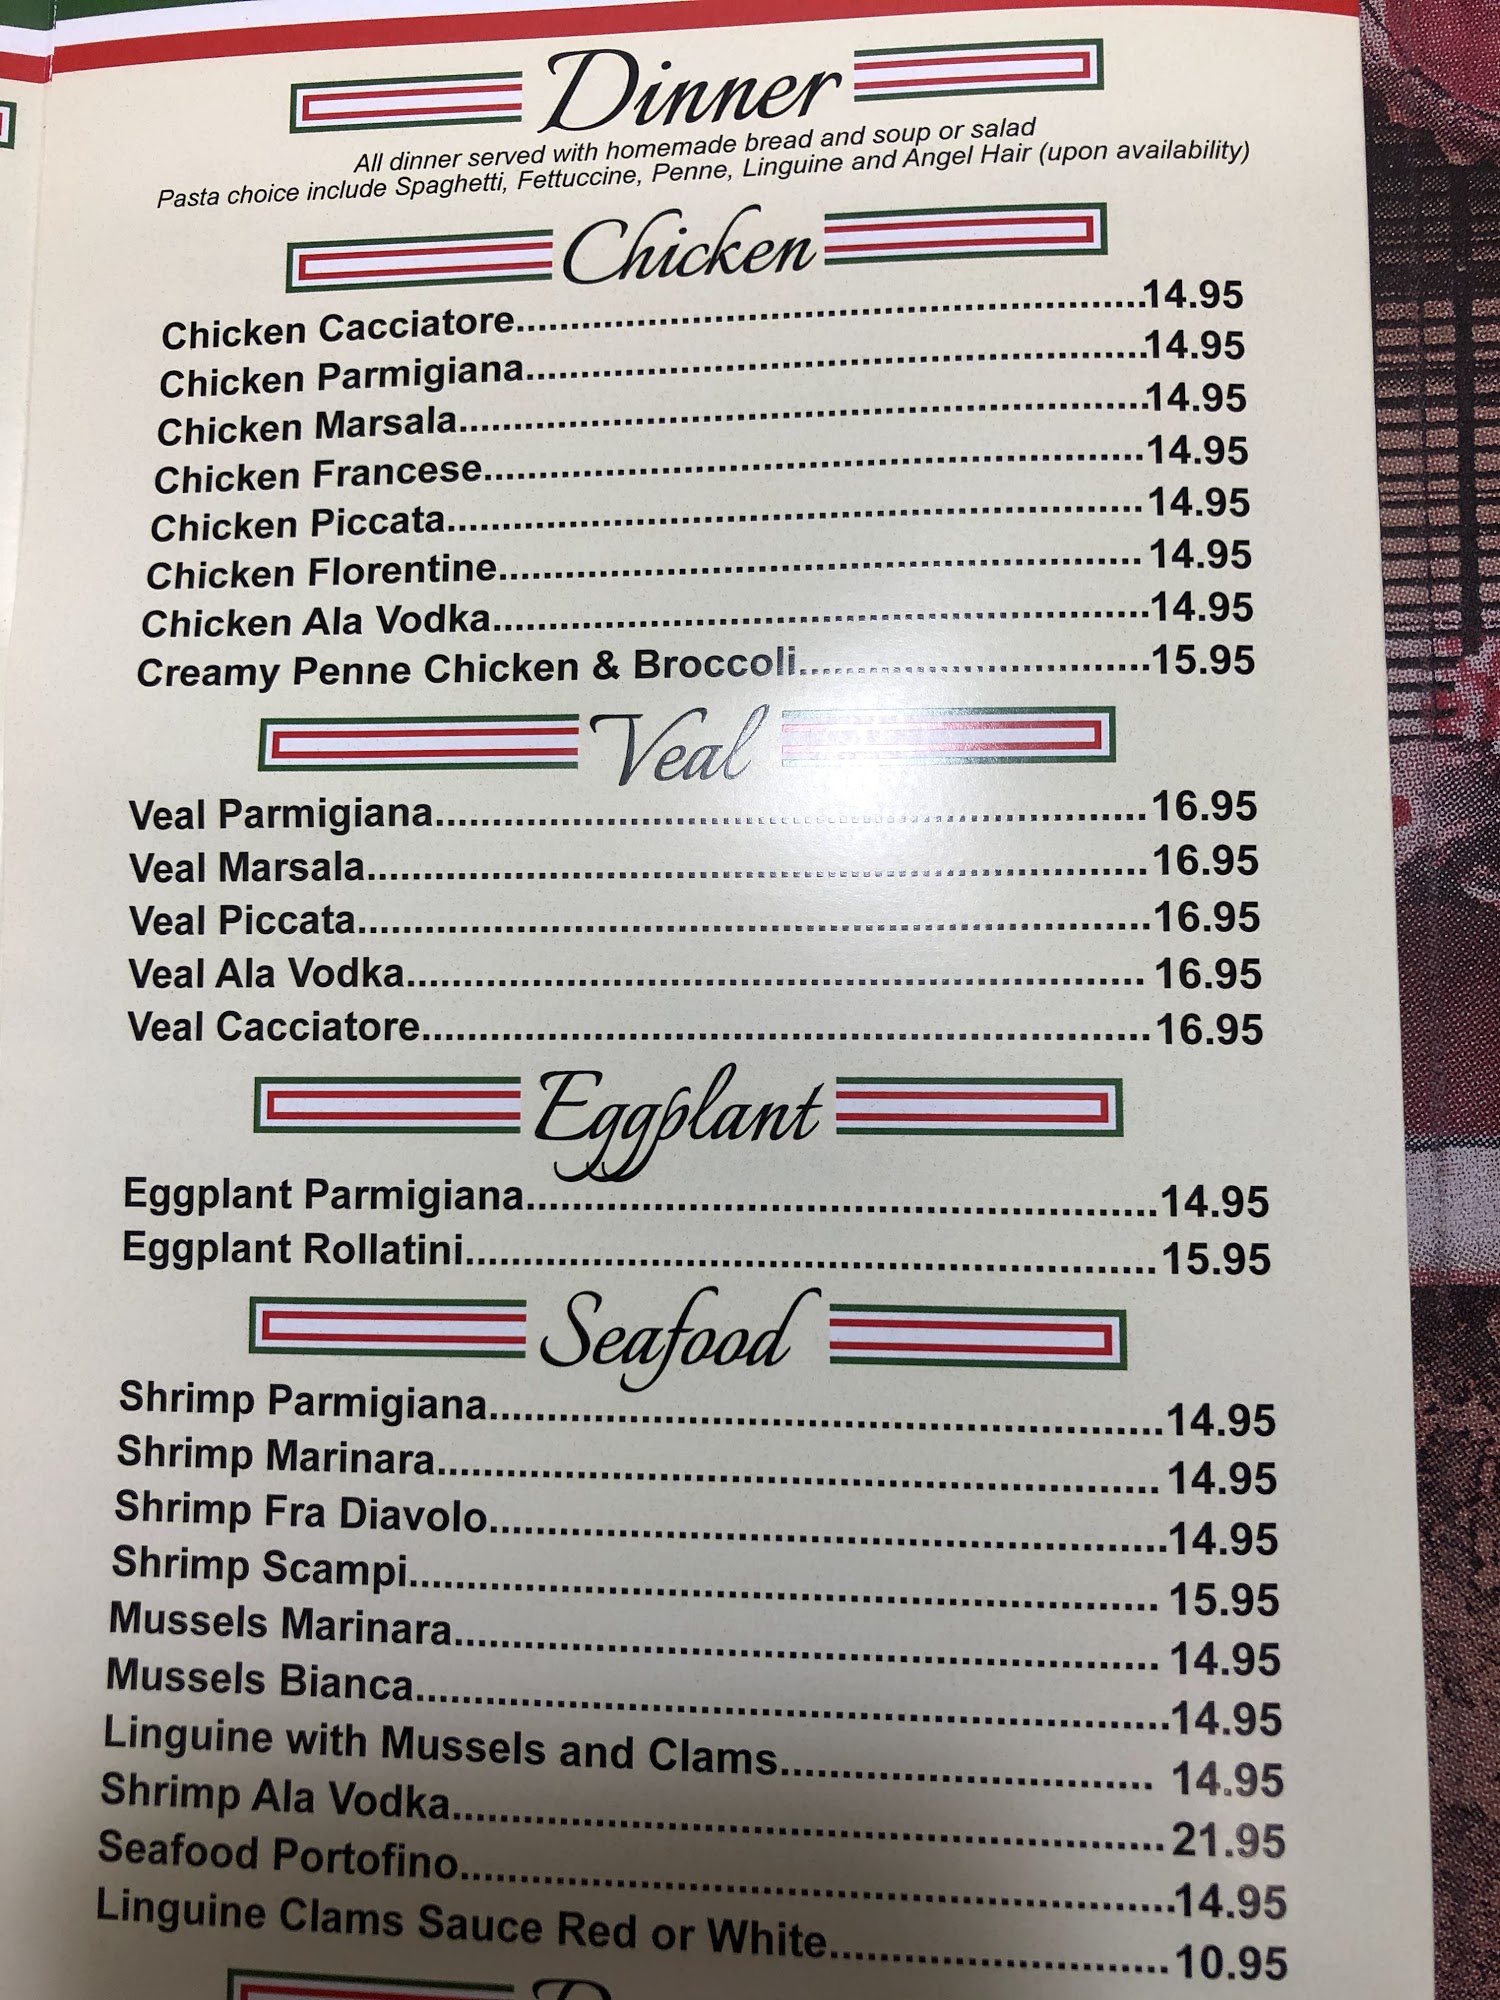 Dinner
All dinner served with homemade bread and soup or salad
Pasta choice include Spaghetti, Fettuccine, Penne, Linguine and Angel Hair (upon availability)
Chicken
Chicken Cacciatore..........14.95
Chicken Parmigiana..........14.95
Chicken Marsala..........14.95
Chicken Francese..........14.95
Chicken Piccata..........14.95
Chicken Florentine..........14.95
Chicken Ala Vodka..........14.95
Creamy Penne Chicken & Broccoli..........15.95
Veal
Veal Parmigiana..........16.95
Veal Marsala..........16.95
Veal Piccata..........16.95
Veal Ala Vodka..........16.95
Veal Cacciatore..........16.95
Eggplant
Eggplant Parmigiana..........14.95
Eggplant Rollatini..........15.95
Seafood
Shrimp Parmigiana..........14.95
Shrimp Marinara..........14.95
Shrimp Fra Diavolo..........14.95
Shrimp Scampi..........15.95
Mussels Marinara..........14.95
Mussels Bianca..........14.95
Linguine with Mussels and Clams..........14.95
Shrimp Ala Vodka..........21.95
Seafood Portofino..........14.95
Linguine Clams Sauce Red or White..........10.95